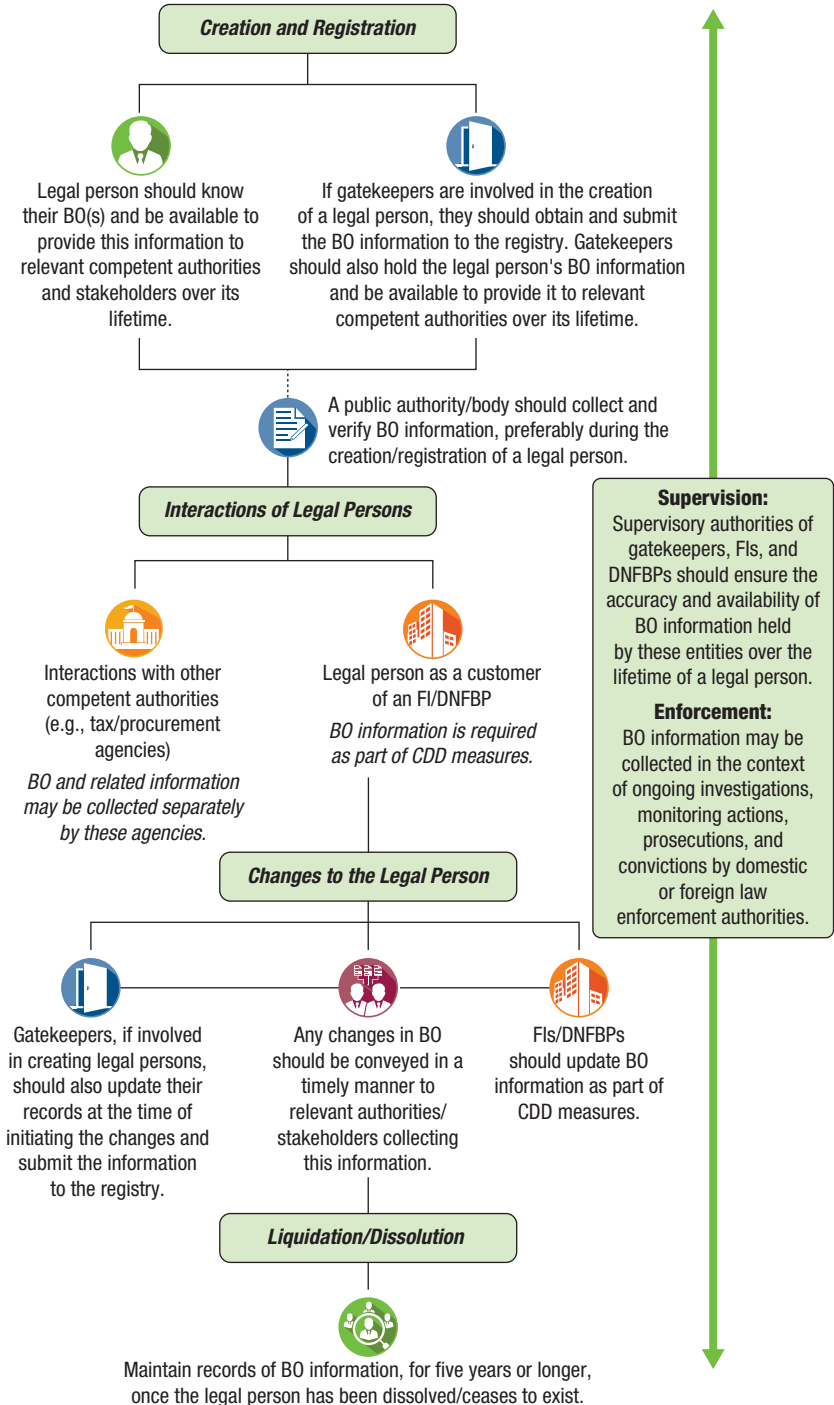 Creation and Registration
Legal person should know
their BO(s) and be available to
provide this information to
relevant competent authorities
and stakeholders over its
lifetime.
If gatekeepers are involved in the creation
of a legal person, they should obtain and submit
the BO information to the registry. Gatekeepers
should also hold the legal person's BO information
and be available to provide it to relevant
competent authorities over its lifetime.
A public authority/body should collect and
verify BO information, preferably during the
creation/registration of a legal person.
Interactions of Legal Persons
Interactions with other
competent authorities
(e.g., tax/procurement
agencies)
BO and related information
may be collected separately
by these agencies.
Legal person as a customer
of an FI/DNFBP
BO information is required
as part of CDD measures.
Changes to the Legal Person
Gatekeepers, if involved
in creating legal persons,
should also update their
records at the time of
initiating the changes and
submit the information
to the registry.
Any changes in BO
should be conveyed in a
timely manner to
relevant authorities/
stakeholders collecting
this information.
FIs/DNFBPs
should update BO
information as part of
CDD measures.
Liquidation/Dissolution
Maintain records of BO information, for five years or longer,
once the legal person has been dissolved/ceases to exist.
Supervision:
Supervisory authorities of
gatekeepers, FIs, and
DNFBPs should ensure the
accuracy and availability of
BO information held
by these entities over the
lifetime of a legal person.
Enforcement:
BO information may be
collected in the context
of ongoing investigations,
monitoring actions,
prosecutions, and
convictions by domestic
or foreign law
enforcement authorities.